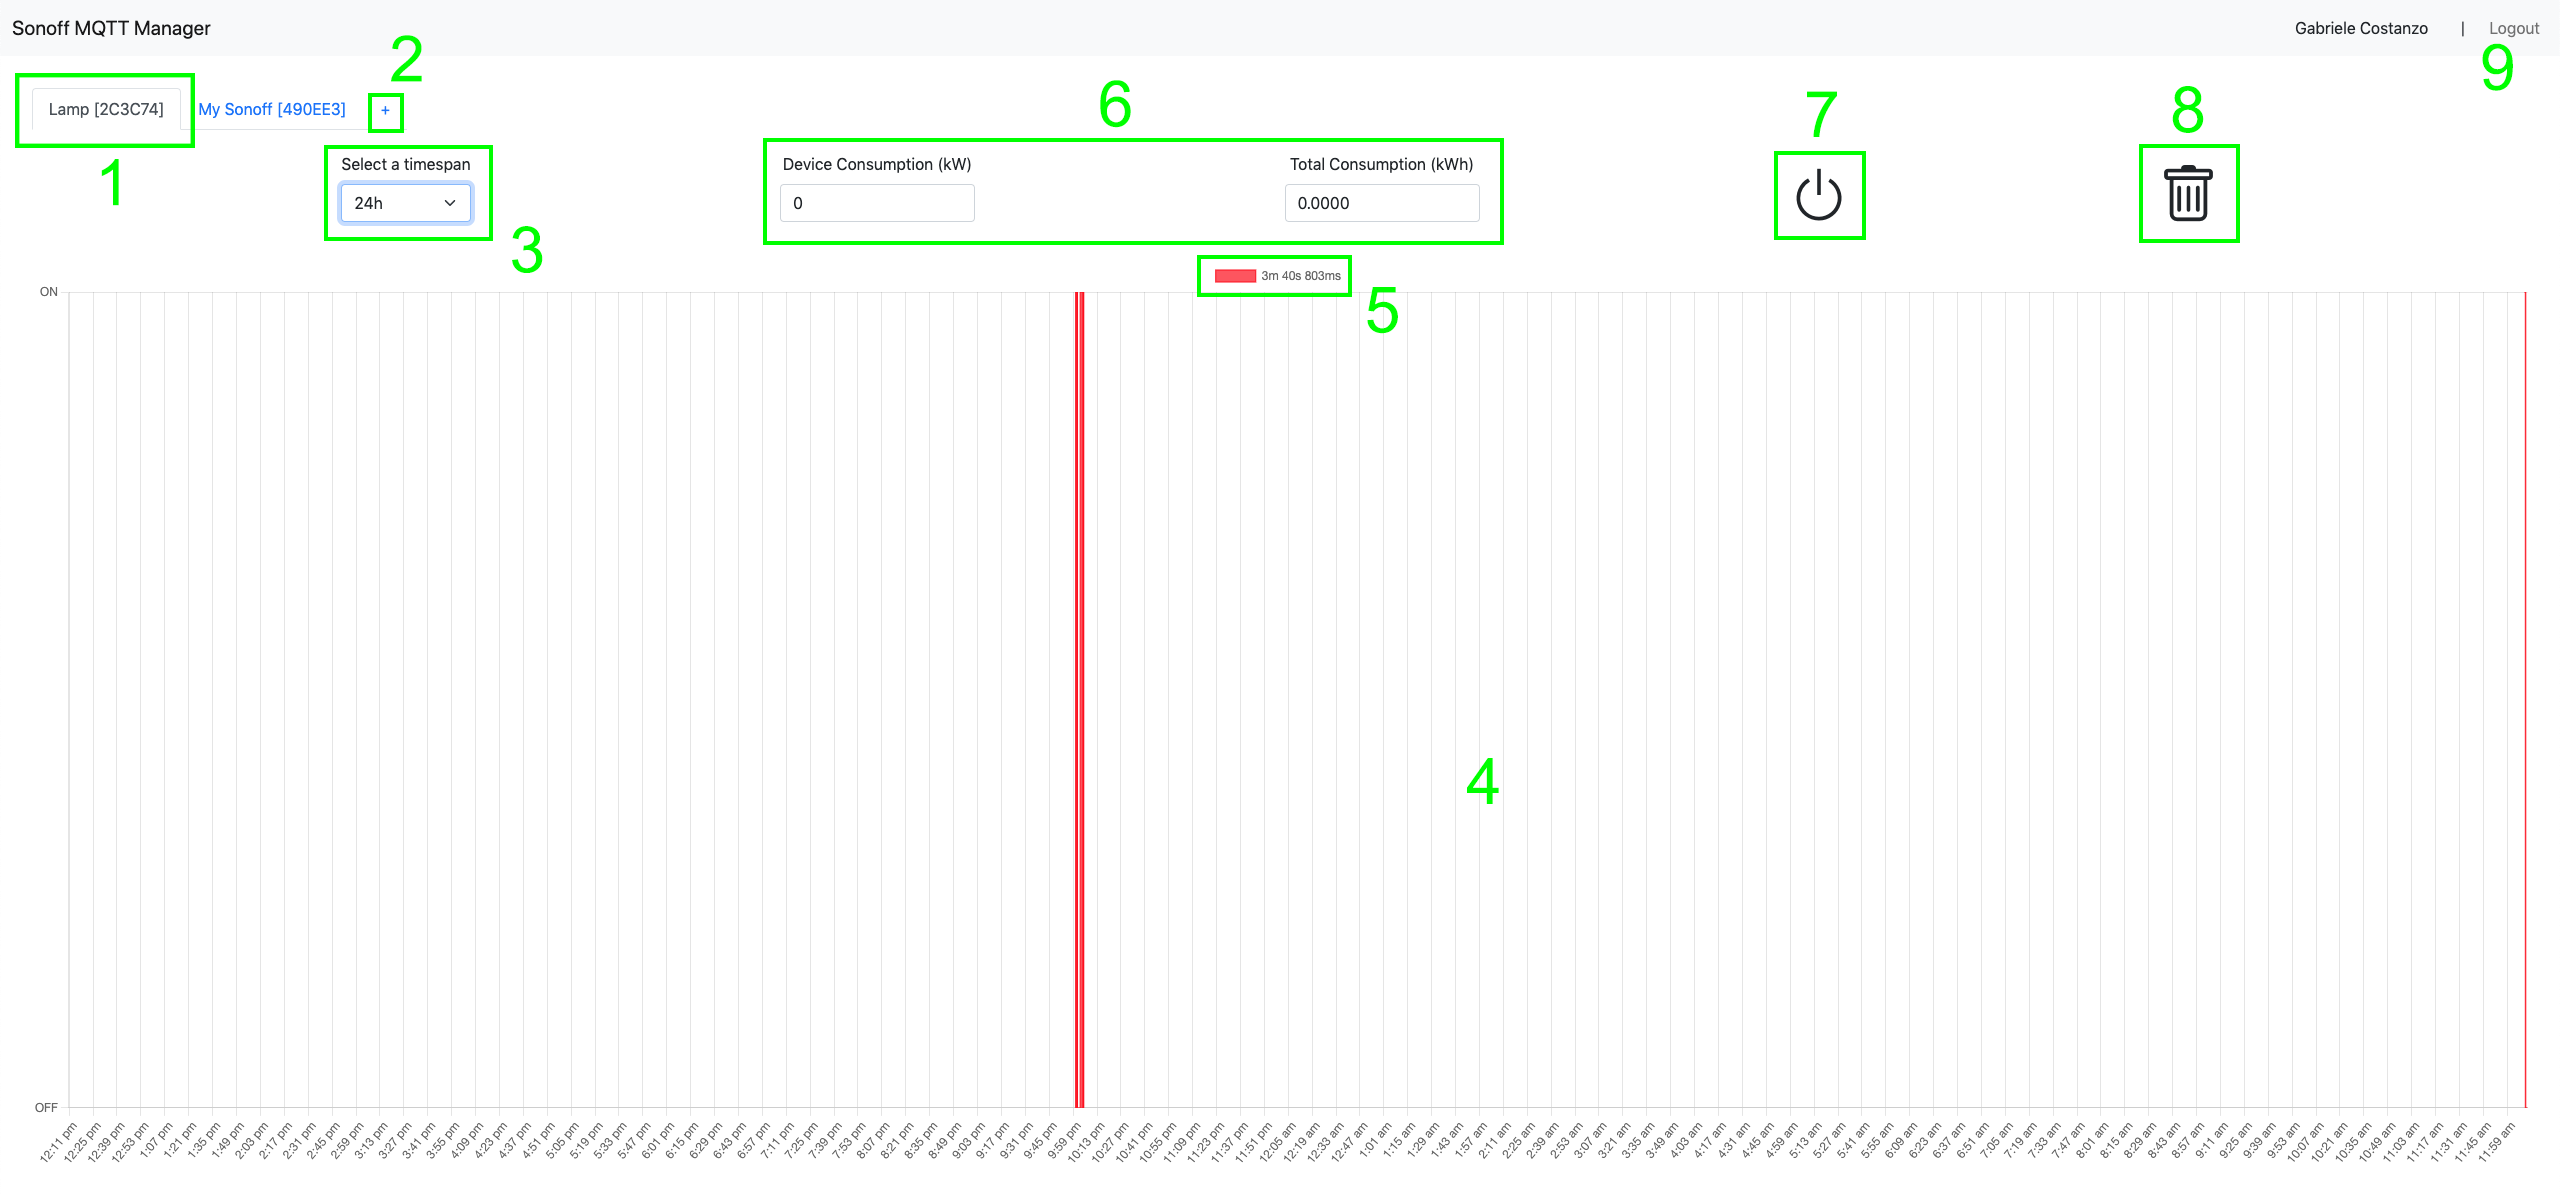 Sonoff MQTT Manager
Gabriele Costanzo | Logout
2
9
Lamp [2C3C74]
My Sonoff [490EE3]
+
6
7
8
1
Select a timespan
24h
3
Device Consumption (kW)
0
Total Consumption (kWh)
0.0000
3m 40s 803ms
5
ON
4
OFF
12:11 pm
12:25 pm
12:39 pm
12:53 pm
1:07 pm
1:21 pm
1:35 pm
1:49 pm
2:03 pm
2:17 pm
2:31 pm
2:45 pm
2:59 pm
3:13 pm
3:27 pm
3:41 pm
3:55 pm
4:09 pm
4:23 pm
4:37 pm
4:51 pm
5:05 pm
5:19 pm
5:33 pm
5:47 pm
6:01 pm
6:15 pm
6:29 pm
6:43 pm
6:57 pm
7:11 pm
7:25 pm
7:39 pm
7:53 pm
8:07 pm
8:21 pm
8:35 pm
8:49 pm
9:03 pm
9:17 pm
9:31 pm
9:45 pm
9:59 pm
10:13 pm
10:27 pm
10:41 pm
10:55 pm
11:09 pm
11:23 pm
11:37 pm
11:51 pm
12:05 am
12:19 am
12:33 am
12:47 am
1:01 am
1:15 am
1:29 am
1:43 am
1:57 am
2:11 am
2:25 am
2:39 am
2:53 am
3:07 am
3:21 am
3:35 am
3:49 am
4:03 am
4:17 am
4:31 am
4:45 am
4:59 am
5:13 am
5:27 am
5:41 am
5:55 am
6:09 am
6:23 am
6:37 am
6:51 am
7:05 am
7:19 am
7:33 am
7:47 am
8:01 am
8:15 am
8:29 am
8:43 am
8:57 am
9:11 am
9:25 am
9:39 am
9:53 am
10:07 am
10:21 am
10:35 am
10:49 am
11:03 am
11:17 am
11:31 am
11:45 am
11:59 am